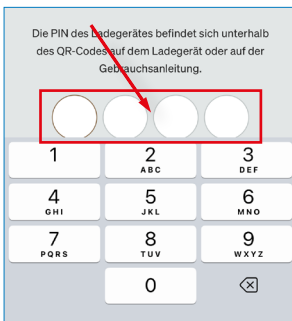 Die PIN des Ladegerätes befindet sich unterhalb
des QR-Codes auf dem Ladegerät oder auf der
Gebrauchsanleitung.
1 2 3
ABC DEF
4 5 6
GHI JKL MNO
7 8 9
PQRS TUV WXYZ
0